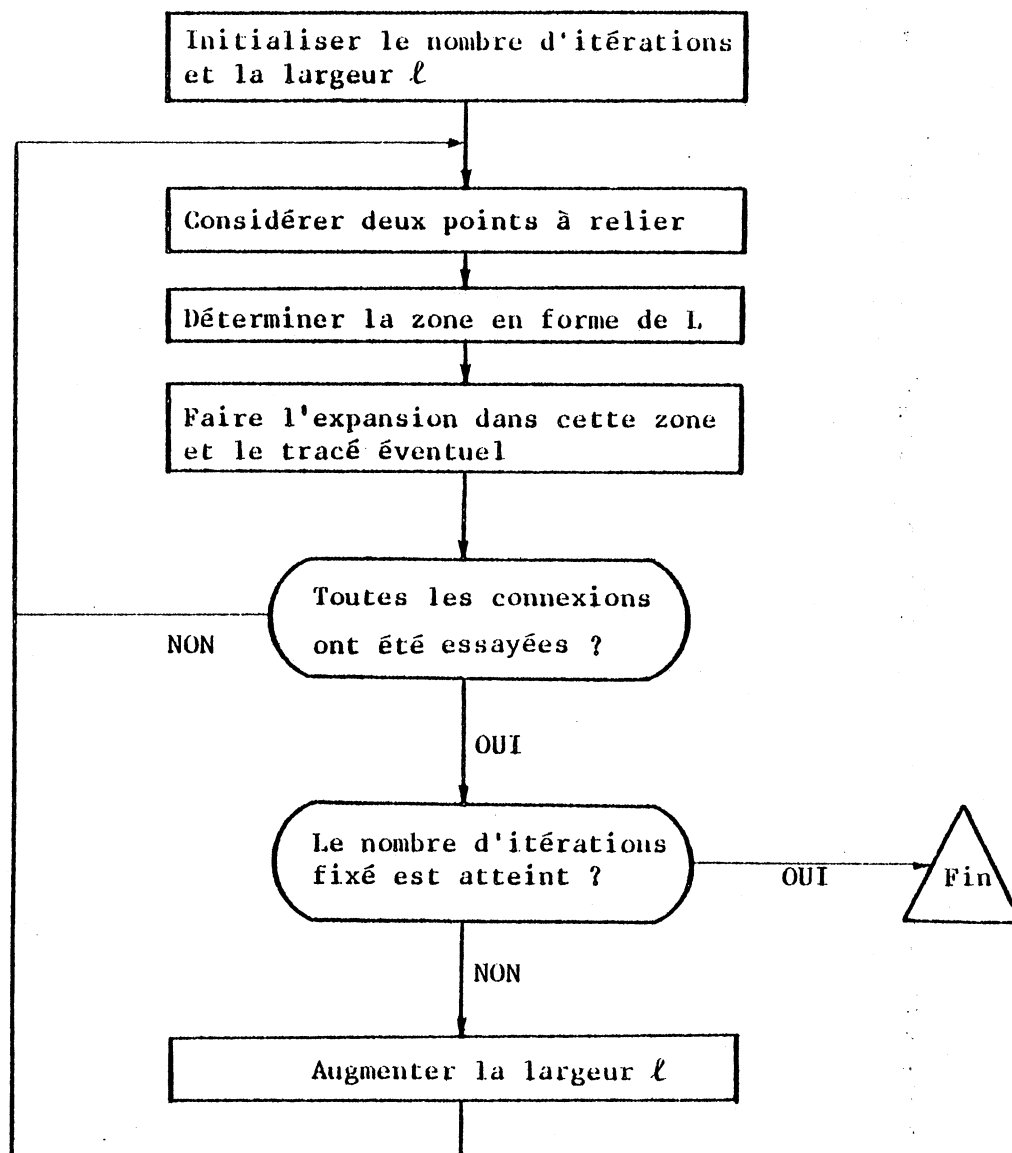 Initialiser le nombre d'itérations
et la largeur ℓ
Considérer deux points à relier
Déterminer la zone en forme de L
Faire l'expansion dans cette zone
et le tracé éventuel
Toutes les connexions
ont été essayées ?
NON
OUI
Le nombre d'itérations
fixé est atteint ?
OUI
Fin
NON
Augmenter la largeur ℓ